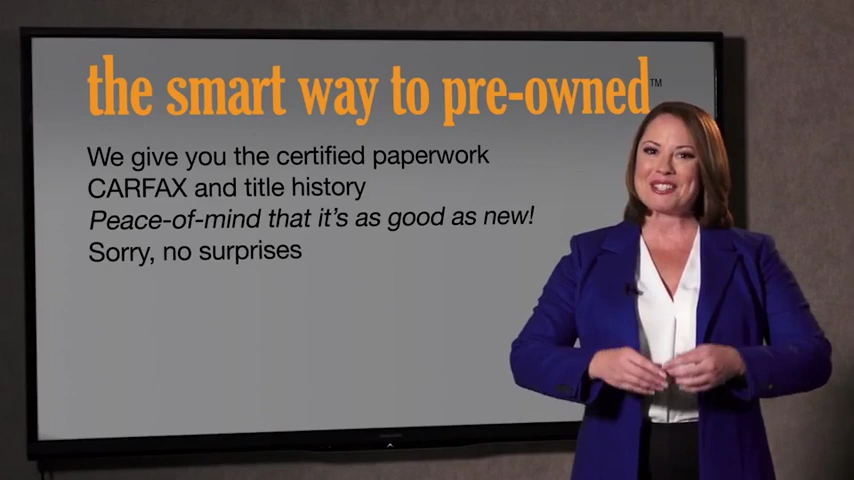 the smart way to pre-owned™
We give you the certified paperwork
CARFAX and title history
Peace-of-mind that it's as good as new!
Sorry, no surprises